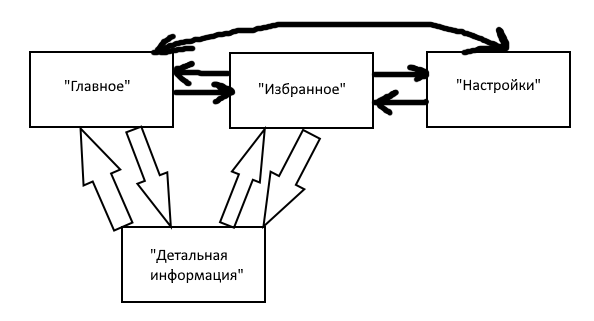 "Главное"
"Избранное"
"Настройки"
"Детальная
информация"